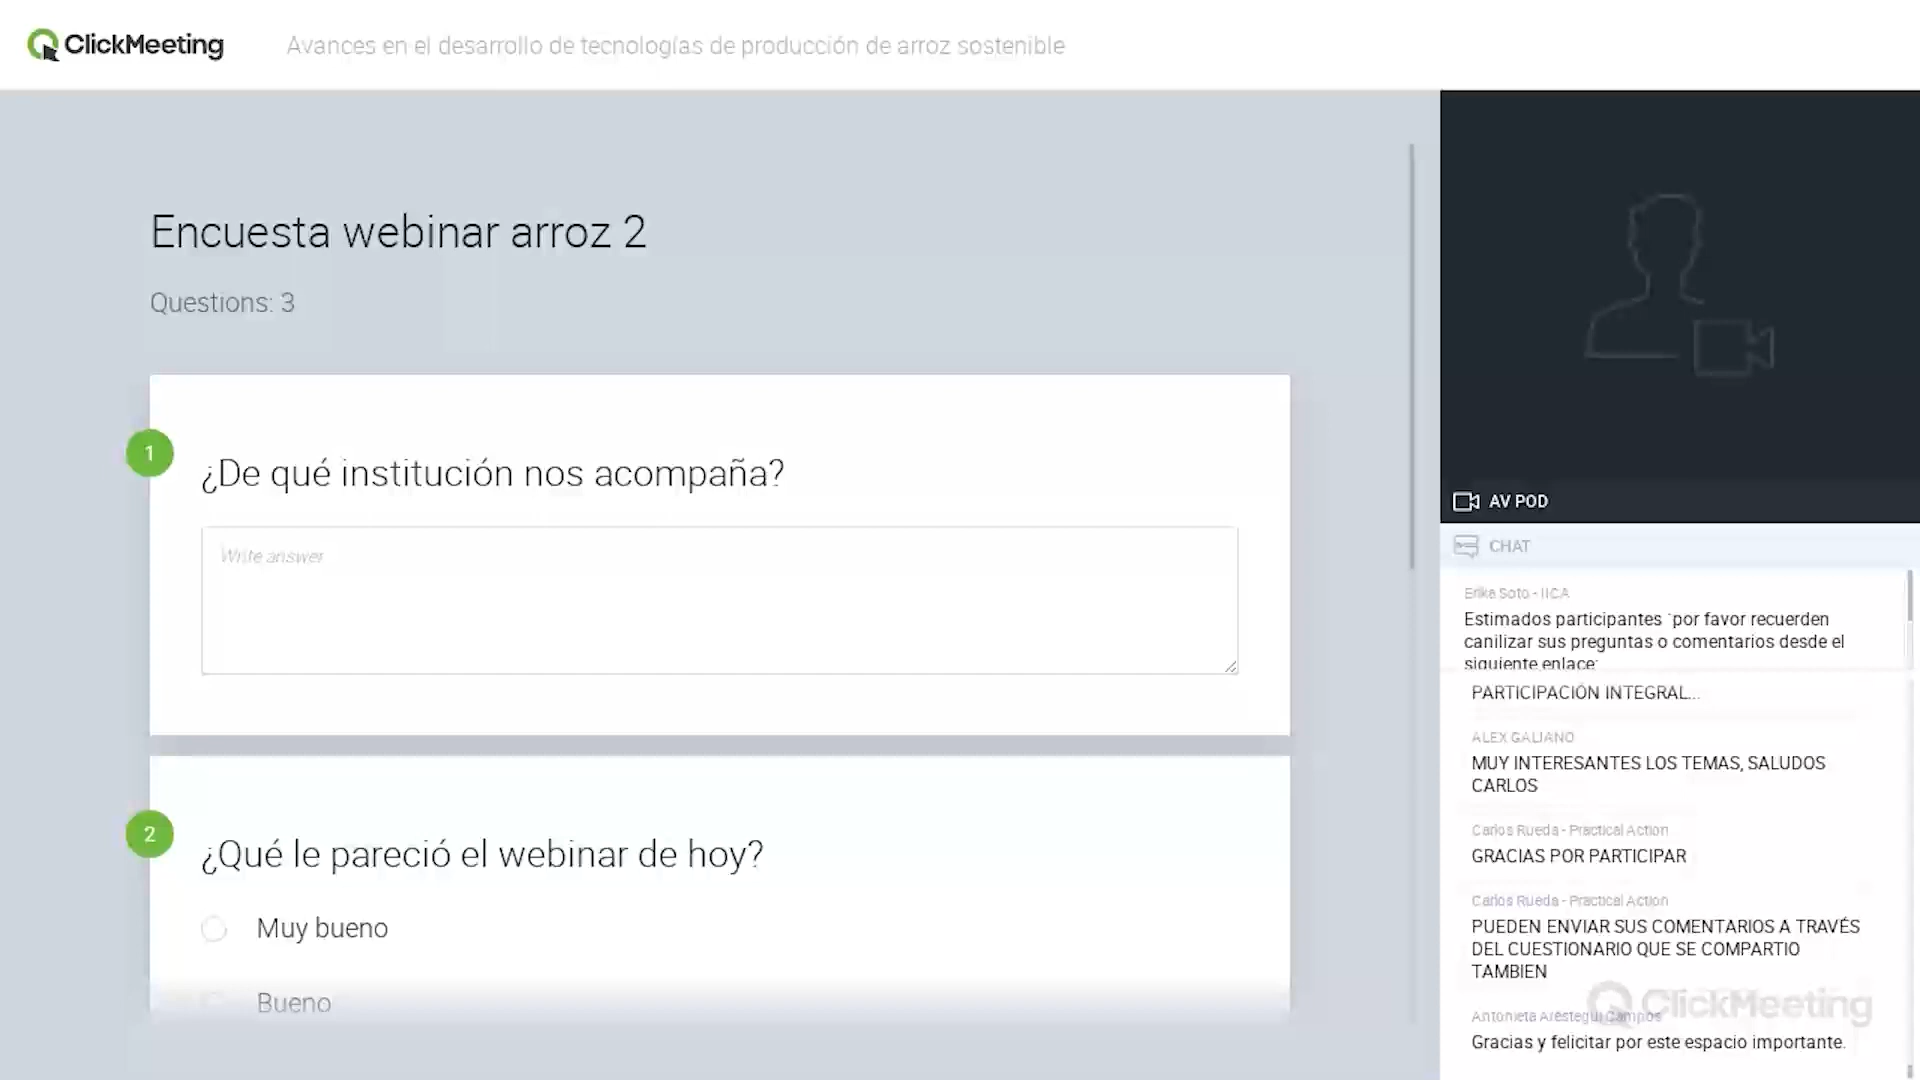 ClickMeeting
Avances en el desarrollo de tecnologías de producción de arroz sostenible
Encuesta webinar arroz 2
Questions: 3
1
¿De qué institución nos acompaña?
Write answer
2
¿Qué le pareció el webinar de hoy?
Muy bueno
Bueno
AV POD
CHAT
Erika Soto - IICA
Estimados participantes ¨por favor recuerden
canilizar sus preguntas o comentarios desde el
siguiente enlace:
PARTICIPACIÓN INTEGRAL...
ALEX GALIANO
MUY INTERESANTES LOS TEMAS, SALUDOS
CARLOS
Carlos Rueda - Practical Action
GRACIAS POR PARTICIPAR
Carlos Rueda - Practical Action
PUEDEN ENVIAR SUS COMENTARIOS A TRAVÉS
DEL CUESTIONARIO QUE SE COMPARTIO
TAMBIEN
ClickMeeting
Antonieta Arestegui Campos
Gracias y felicitar por este espacio importante.